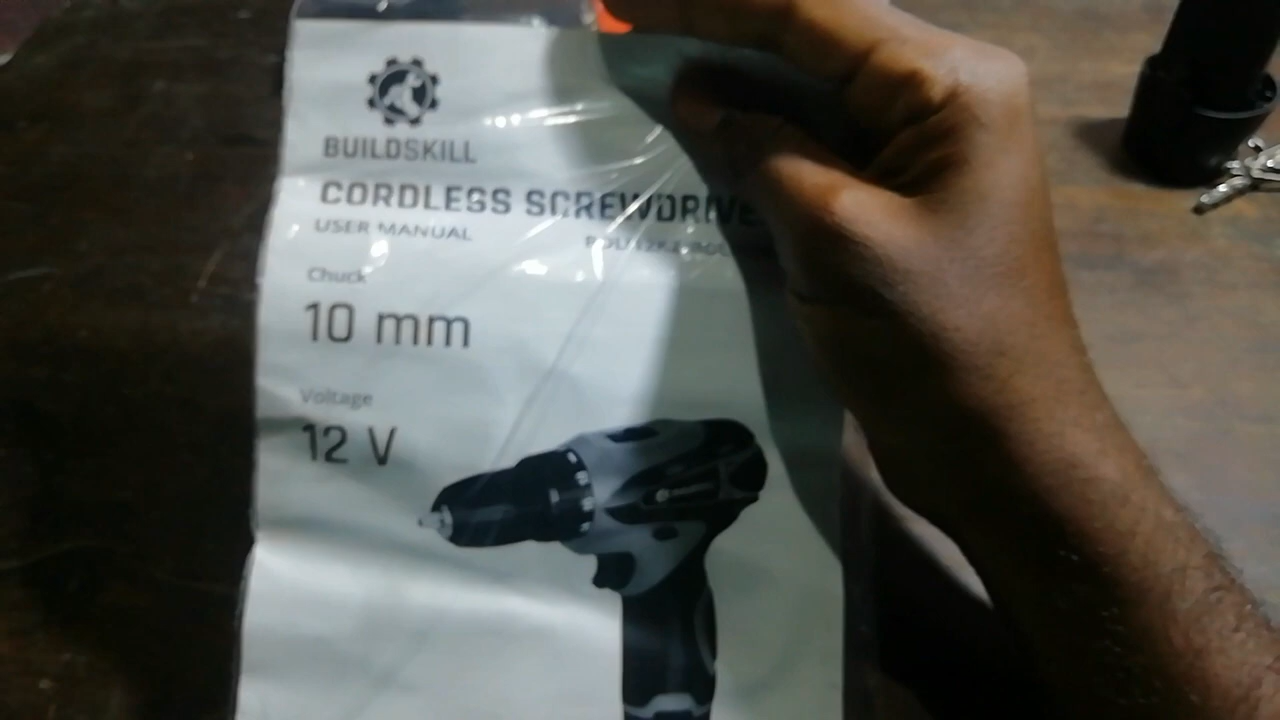 BUILDSKILL
CORDLESS SCREWDRIVE
USER MANUAL
Chuck
10 mm
Voltage
12 V